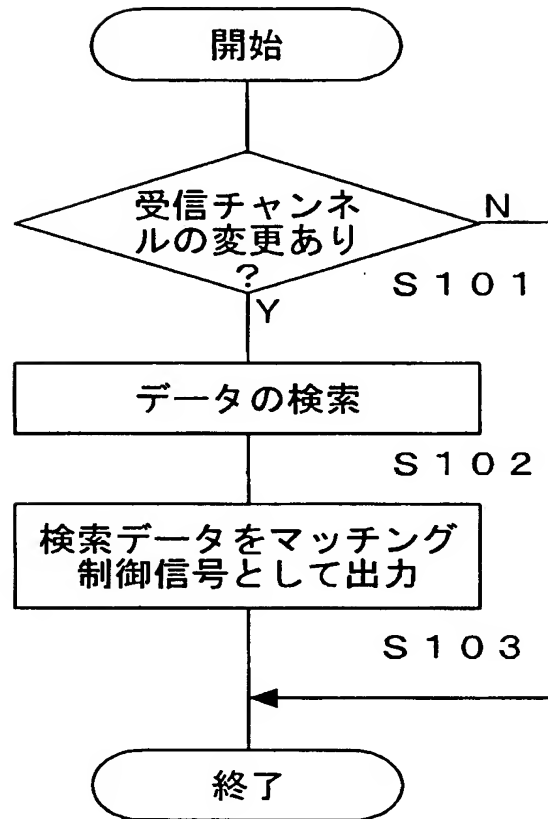 開始
受信チャンネ
ルの変更あり
?
N
S101
Y
データの検索
S102
検索データをマッチング
制御信号として出力
S103
終了